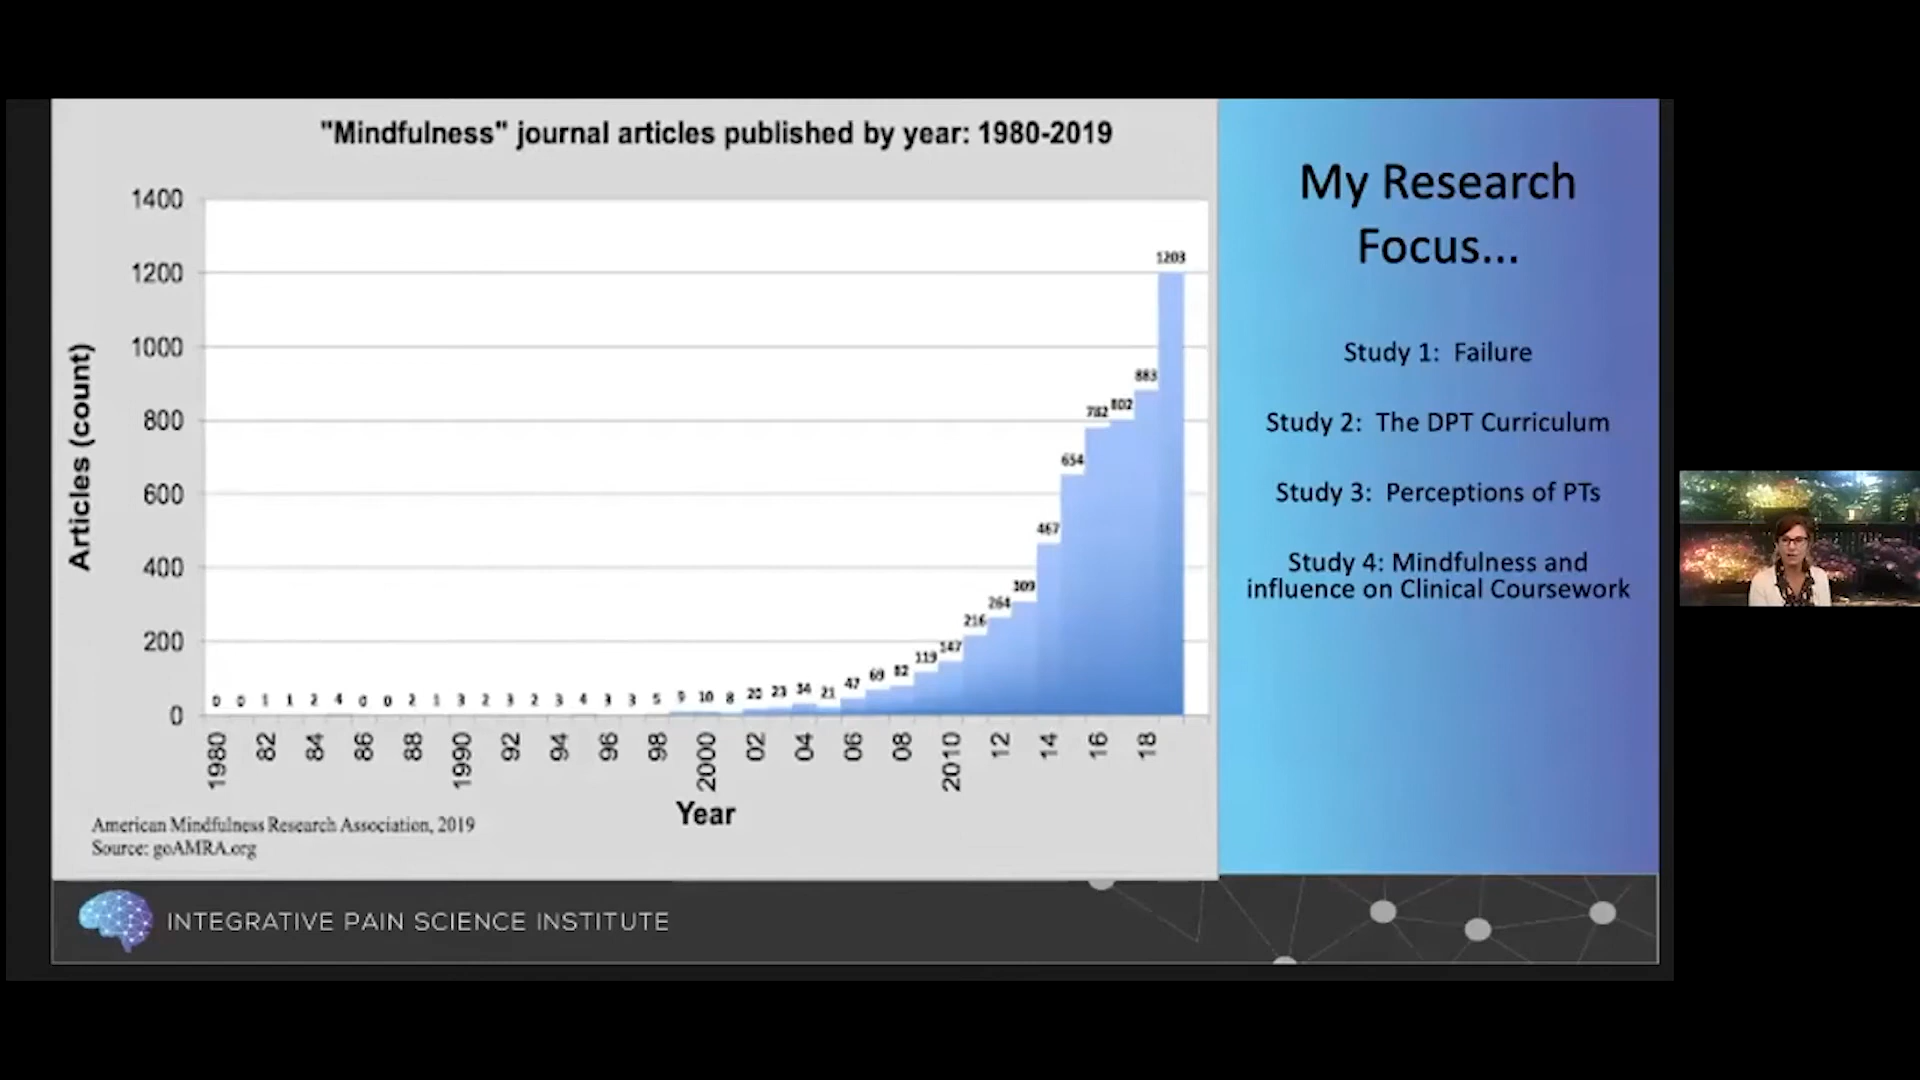 "Mindfulness" journal articles published by year: 1980-2019
1400
1200
1000
800
600
400
200
0
Articles (count)
0 0 1 1 2 4 0 0 2 1 3 2 3 2 3 4 3 3 5 9 10 8 20 23 34 21 47 69 82 119 147 216 264 309 467 654 782 802 883 1203
1980 82 84 86 88 1990 92 94 96 98 2000 02 04 06 08 2010 12 14 16 18
Year
American Mindfulness Research Association, 2019
Source: goAMRA.org
My Research
Focus...
Study 1: Failure
Study 2: The DPT Curriculum
Study 3: Perceptions of PTs
Study 4: Mindfulness and
influence on Clinical Coursework
INTEGRATIVE PAIN SCIENCE INSTITUTE